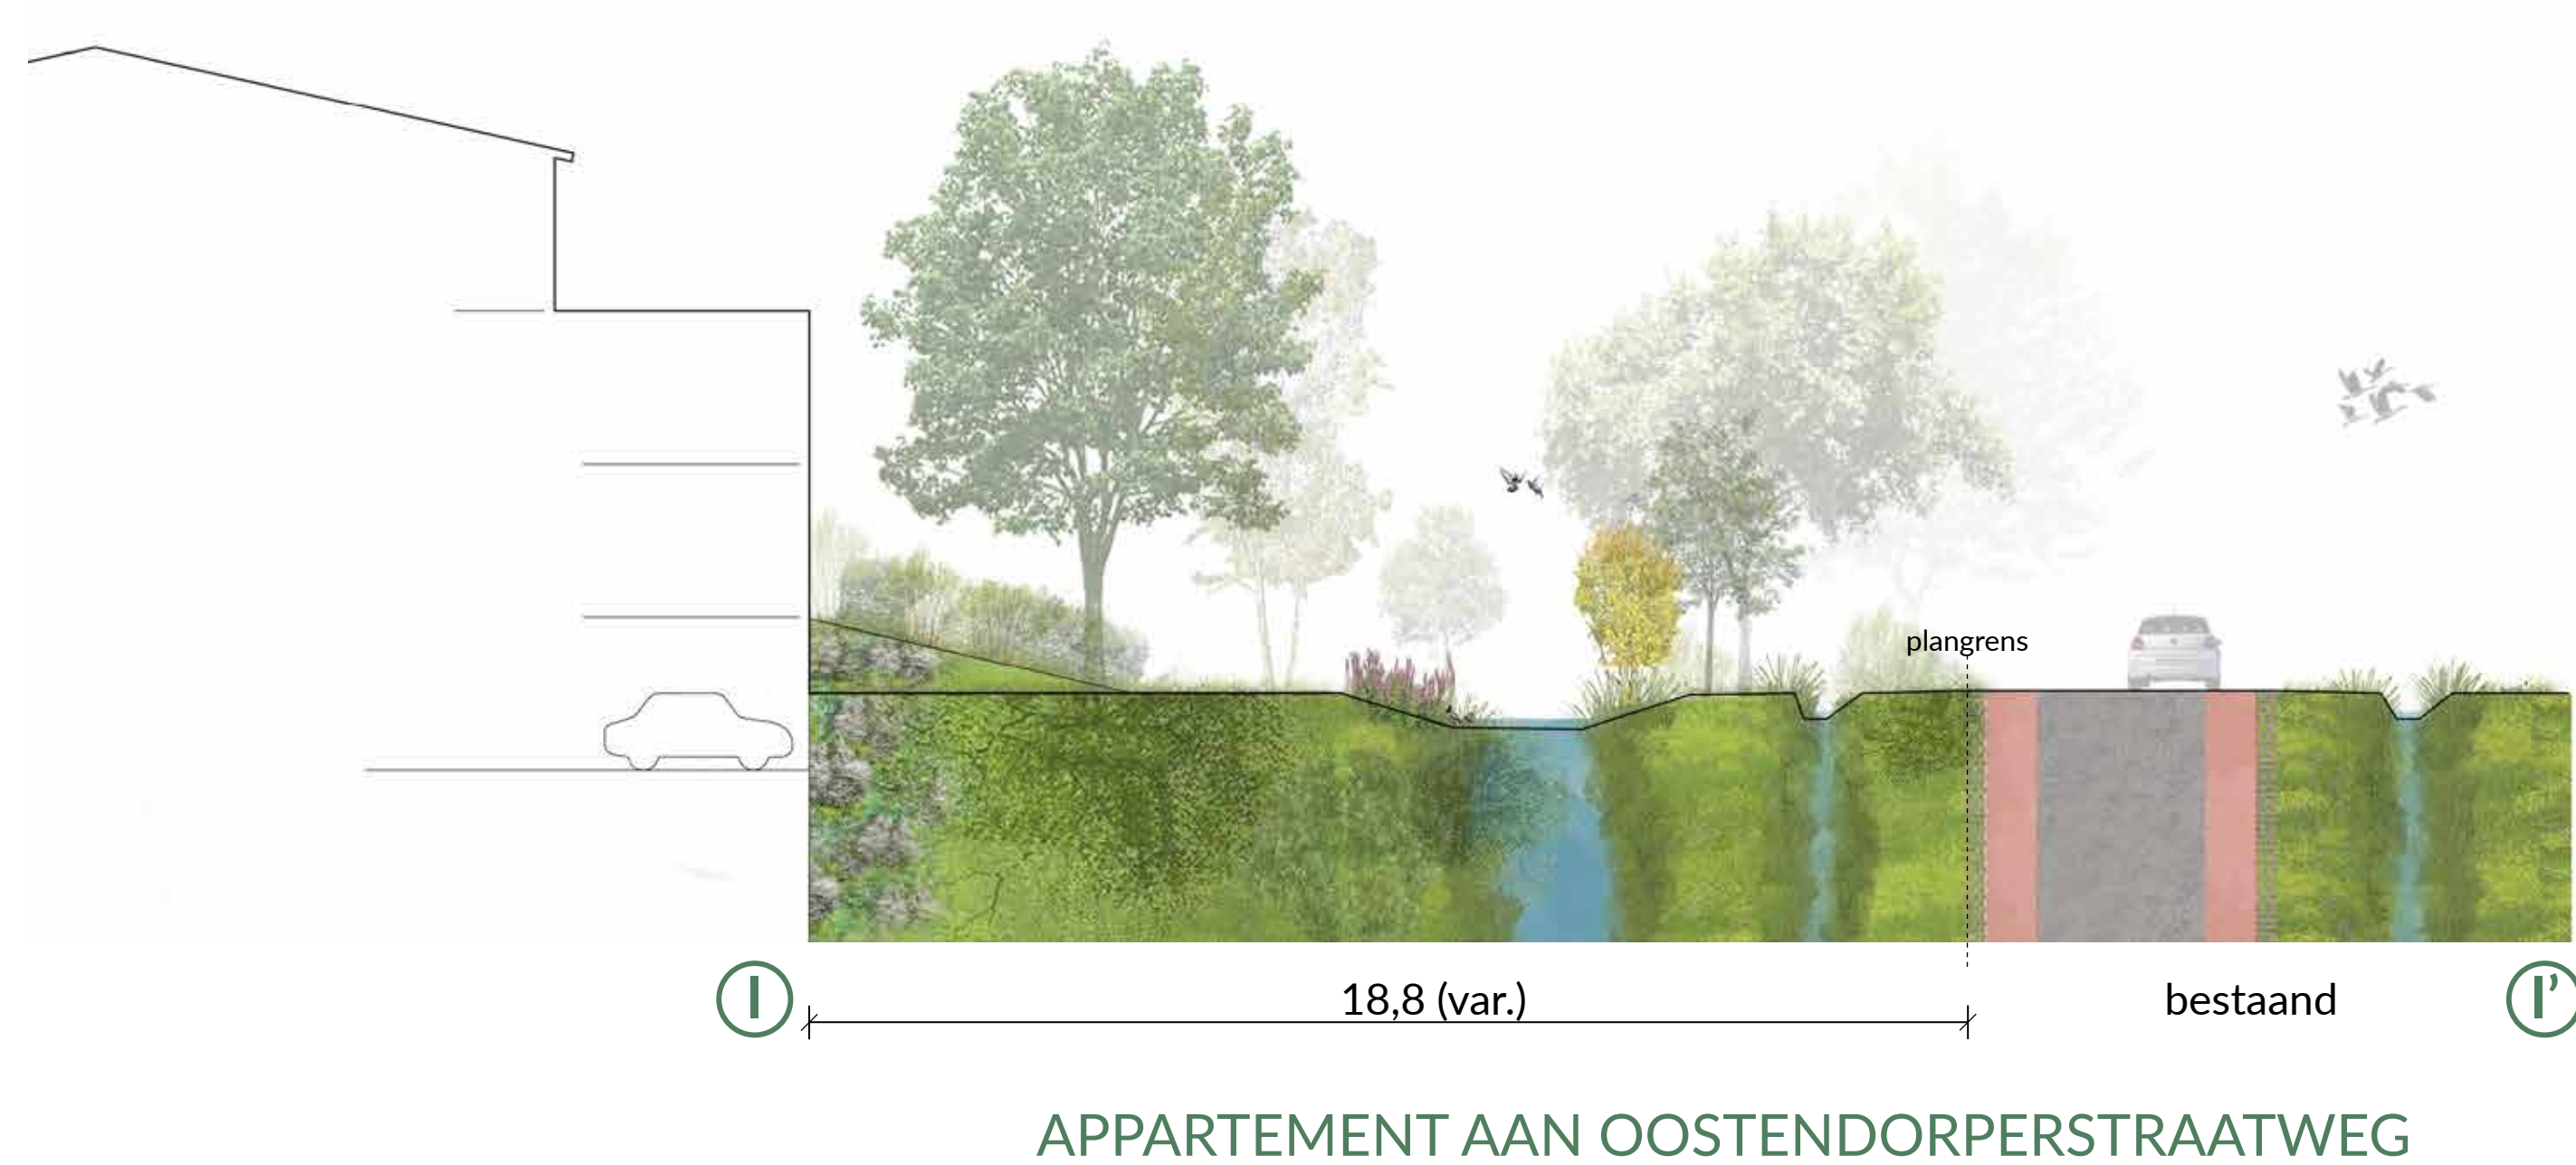 plangrens
I
18,8 (var.)
bestaand
I’
APPARTEMENT AAN OOSTENDORPERSTRAATWEG